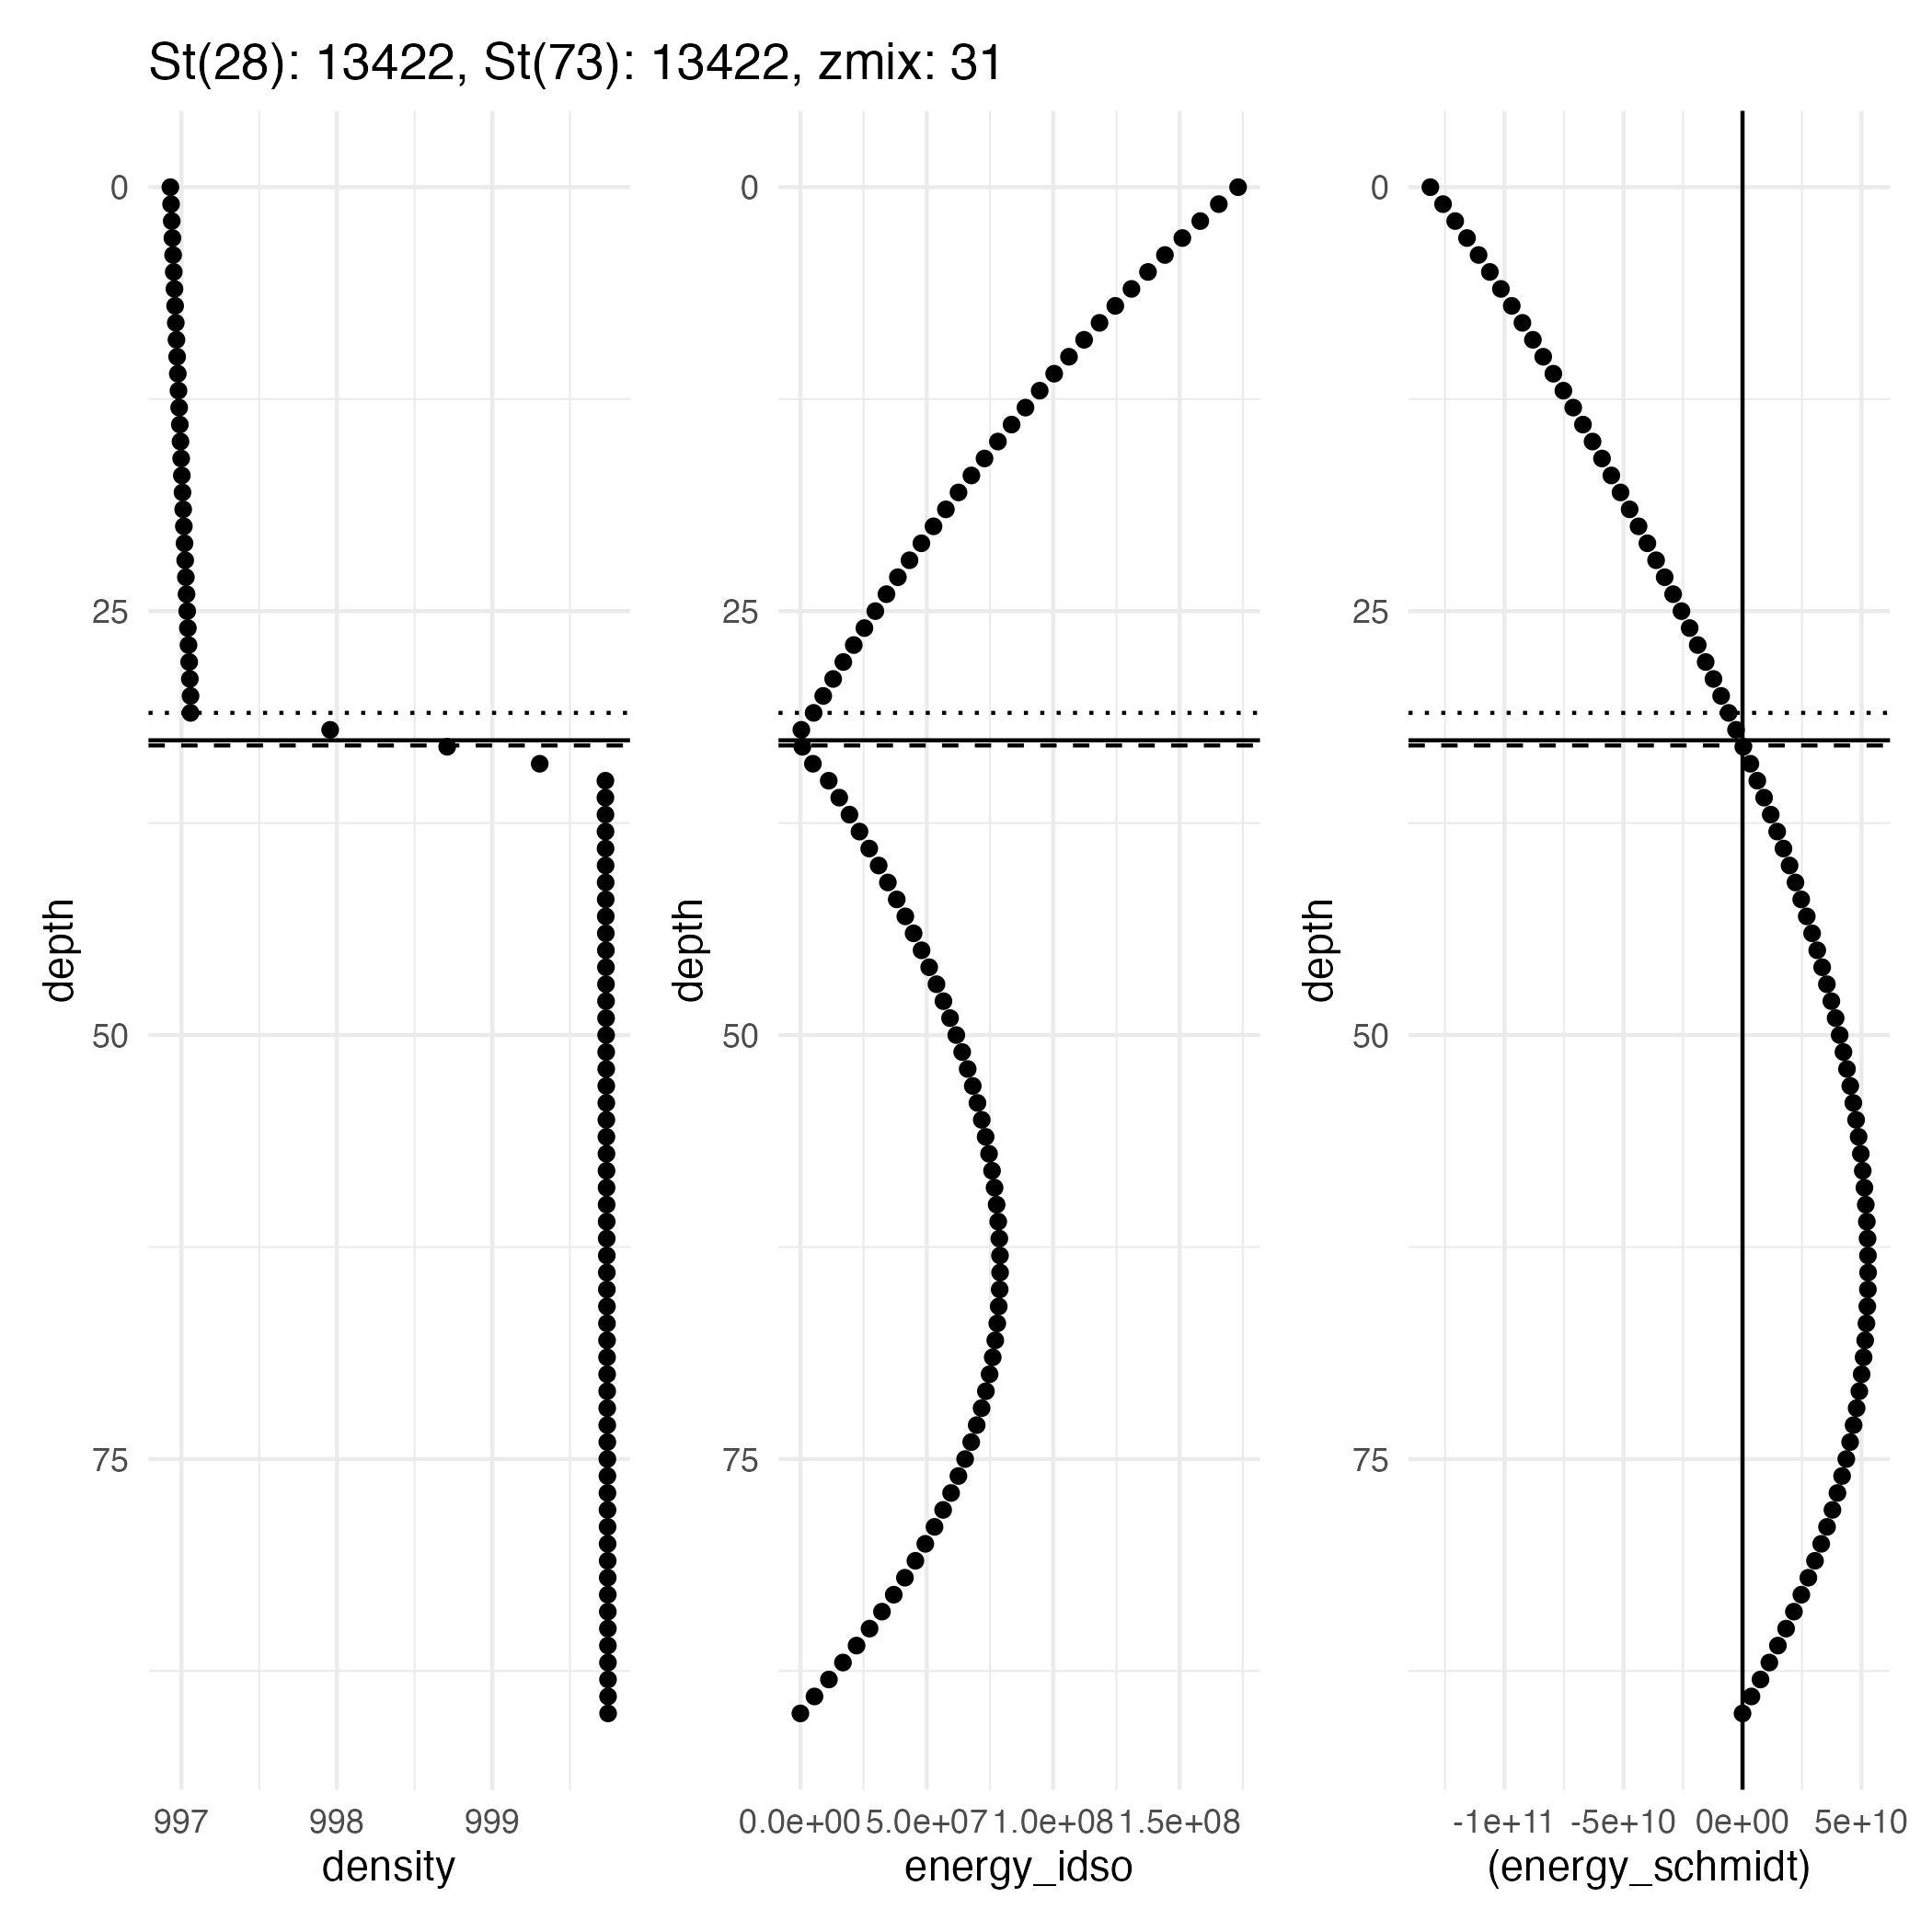 St(28): 13422, St(73): 13422, zmix: 31
0
25
50
75
depth
997
998
999
density
0
25
50
75
depth
0.0e+00
5.0e+07
1.0e+08
1.5e+08
energy_idso
0
25
50
75
depth
-1e+11
-5e+10
0e+00
5e+10
(energy_schmidt)